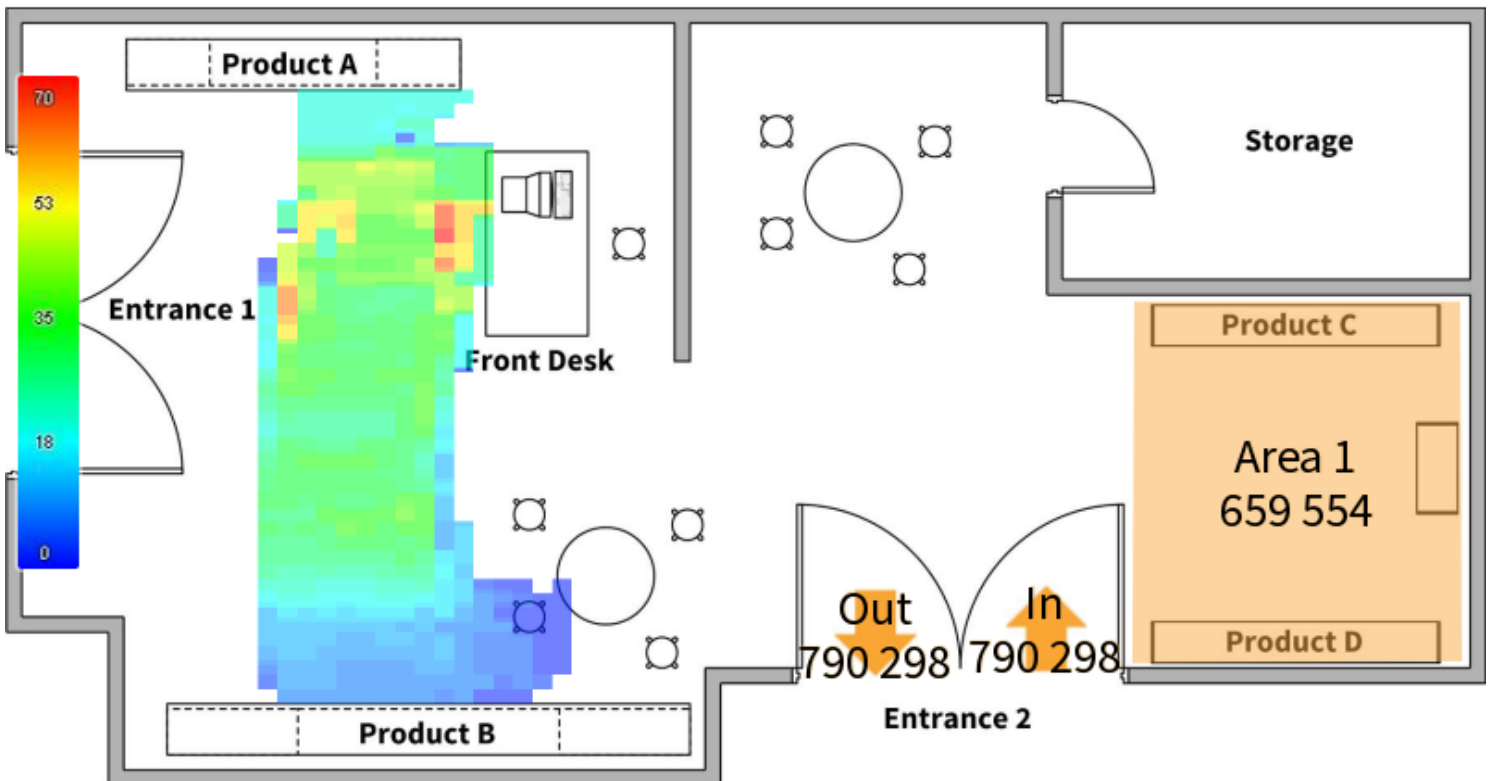 Product A
70
Storage
53
Entrance 1
35
Product C
Front Desk
18
Area 1
659 554
0
Out
In
790 298
790 298
Product D
Entrance 2
Product B